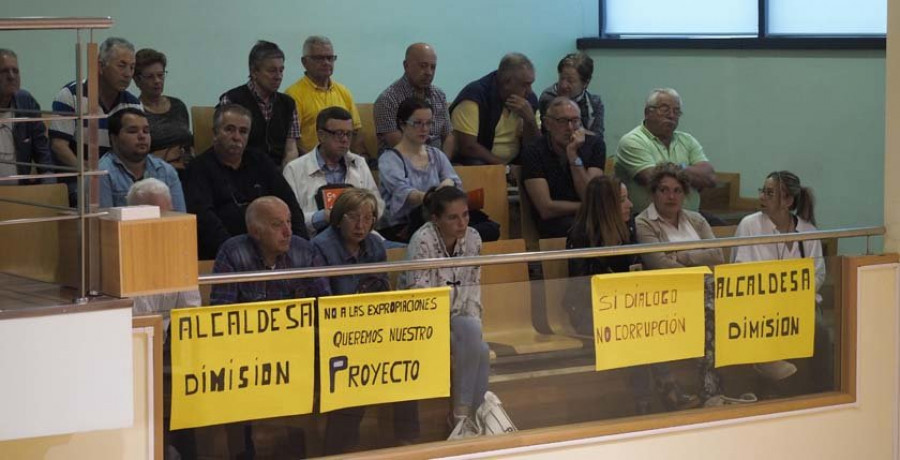 ALCALDESA
DIMISION
NO A LAS EXPROPIACIONES
QUEREMOS NUESTRO
PROYECTO
SI DIALOGO
NO CORRUPCIÓN
ALCALDESA
DIMISION